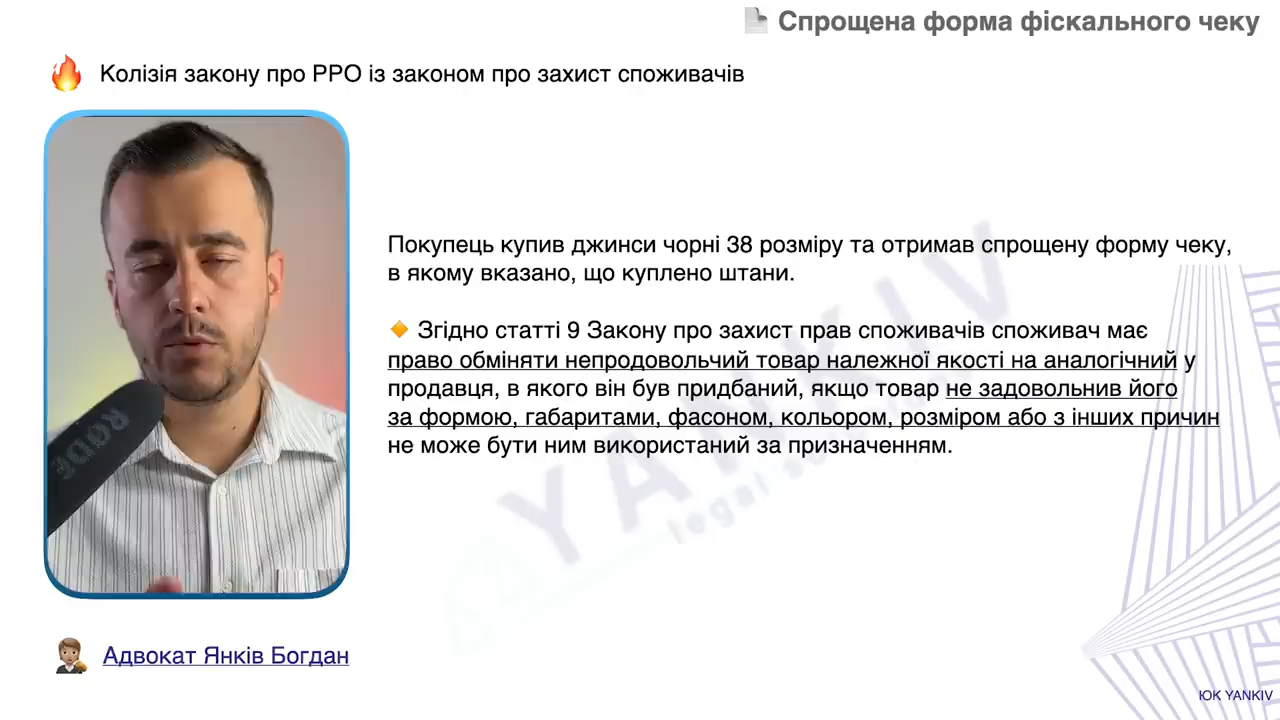 Спрощена форма фіскального чеку
Колізія закону про РРО із законом про захист споживачів
Покупець купив джинси чорні 38 розміру та отримав спрощену форму чеку,
в якому вказано, що куплено штани.
Згідно статті 9 Закону про захист прав споживачів споживач має
право обміняти непродовольчий товар належної якості на аналогічний у
продавця, в якого він був придбаний, якщо товар не задовольнив його
за формою, габаритами, фасоном, кольором, розміром або з інших причин
не може бути ним використаний за призначенням.
YANKIV
legal
RODE
Адвокат Янків Богдан
ЮК YANKIV